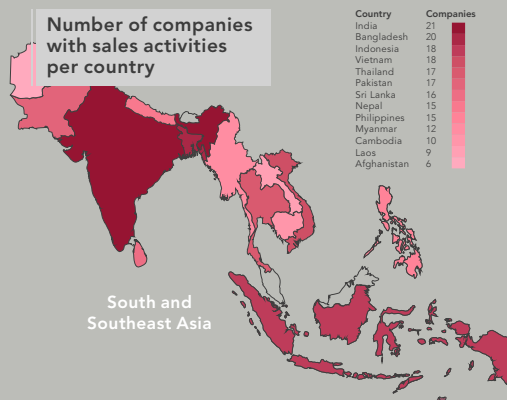 Number of companies
with sales activities
per country
Country Companies
India 21
Bangladesh 20
Indonesia 18
Vietnam 18
Thailand 17
Pakistan 17
Sri Lanka 16
Nepal 15
Philippines 15
Myanmar 12
Cambodia 10
Laos 9
Afghanistan 6
South and
Southeast Asia